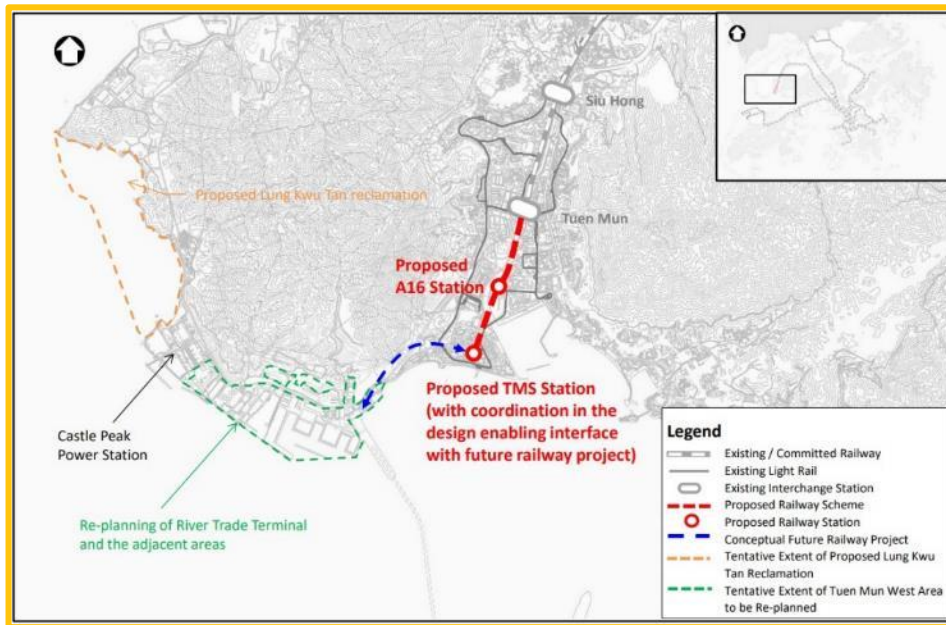 Siu Hong
Proposed Lung Kwu Tan reclamation
Tuen Mun
Proposed
A16 Station
Proposed TMS Station
(with coordination in the
design enabling interface
with future railway project)
Castle Peak
Power Station
Re-planning of River Trade Terminal
and the adjacent areas
Legend
Existing / Committed Railway
Existing Light Rail
Existing Interchange Station
Proposed Railway Scheme
Proposed Railway Station
Conceptual Future Railway Project
Tentative Extent of Proposed Lung Kwu
Tan Reclamation
Tentative Extent of Tuen Mun West Area
to be Re-planned